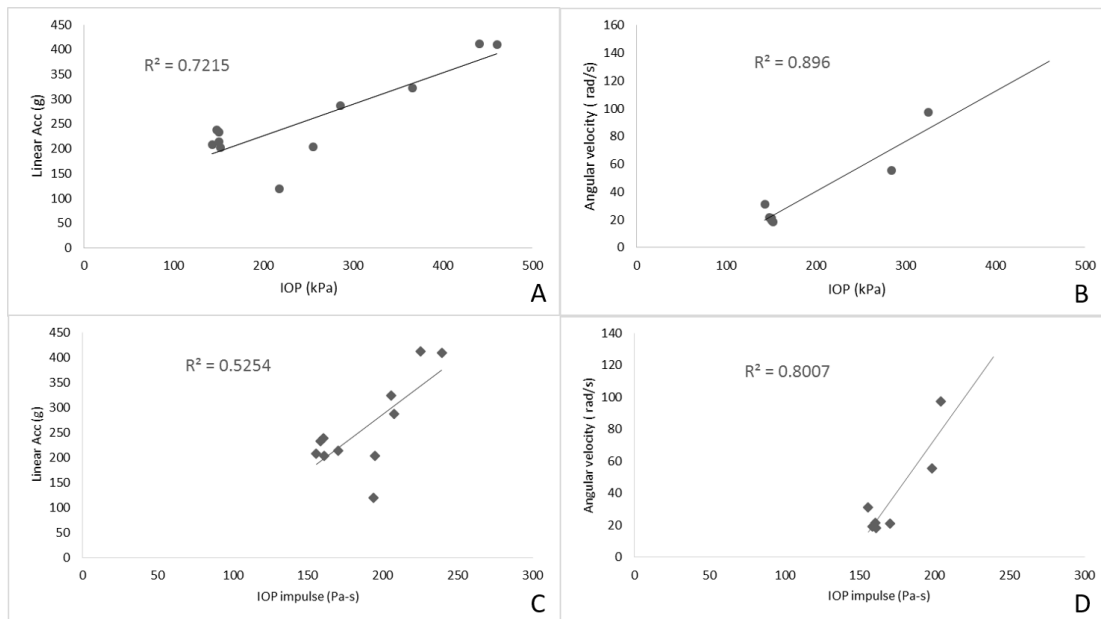 450
400
350
300
250
200
150
100
50
0
Linear Acc (g)
R² = 0.7215
0 100 200 300 400 500
IOP (kPa)
A
160
140
120
100
80
60
40
20
0
Angular velocity ( rad/s)
R² = 0.896
0 100 200 300 400 500
IOP (kPa)
B
450
400
350
300
250
200
150
100
50
0
Linear Acc (g)
R² = 0.5254
0 50 100 150 200 250 300
IOP impulse (Pa-s)
C
140
120
100
80
60
40
20
0
Angular velocity ( rad/s)
R² = 0.8007
0 50 100 150 200 250 300
IOP impulse (Pa-s)
D